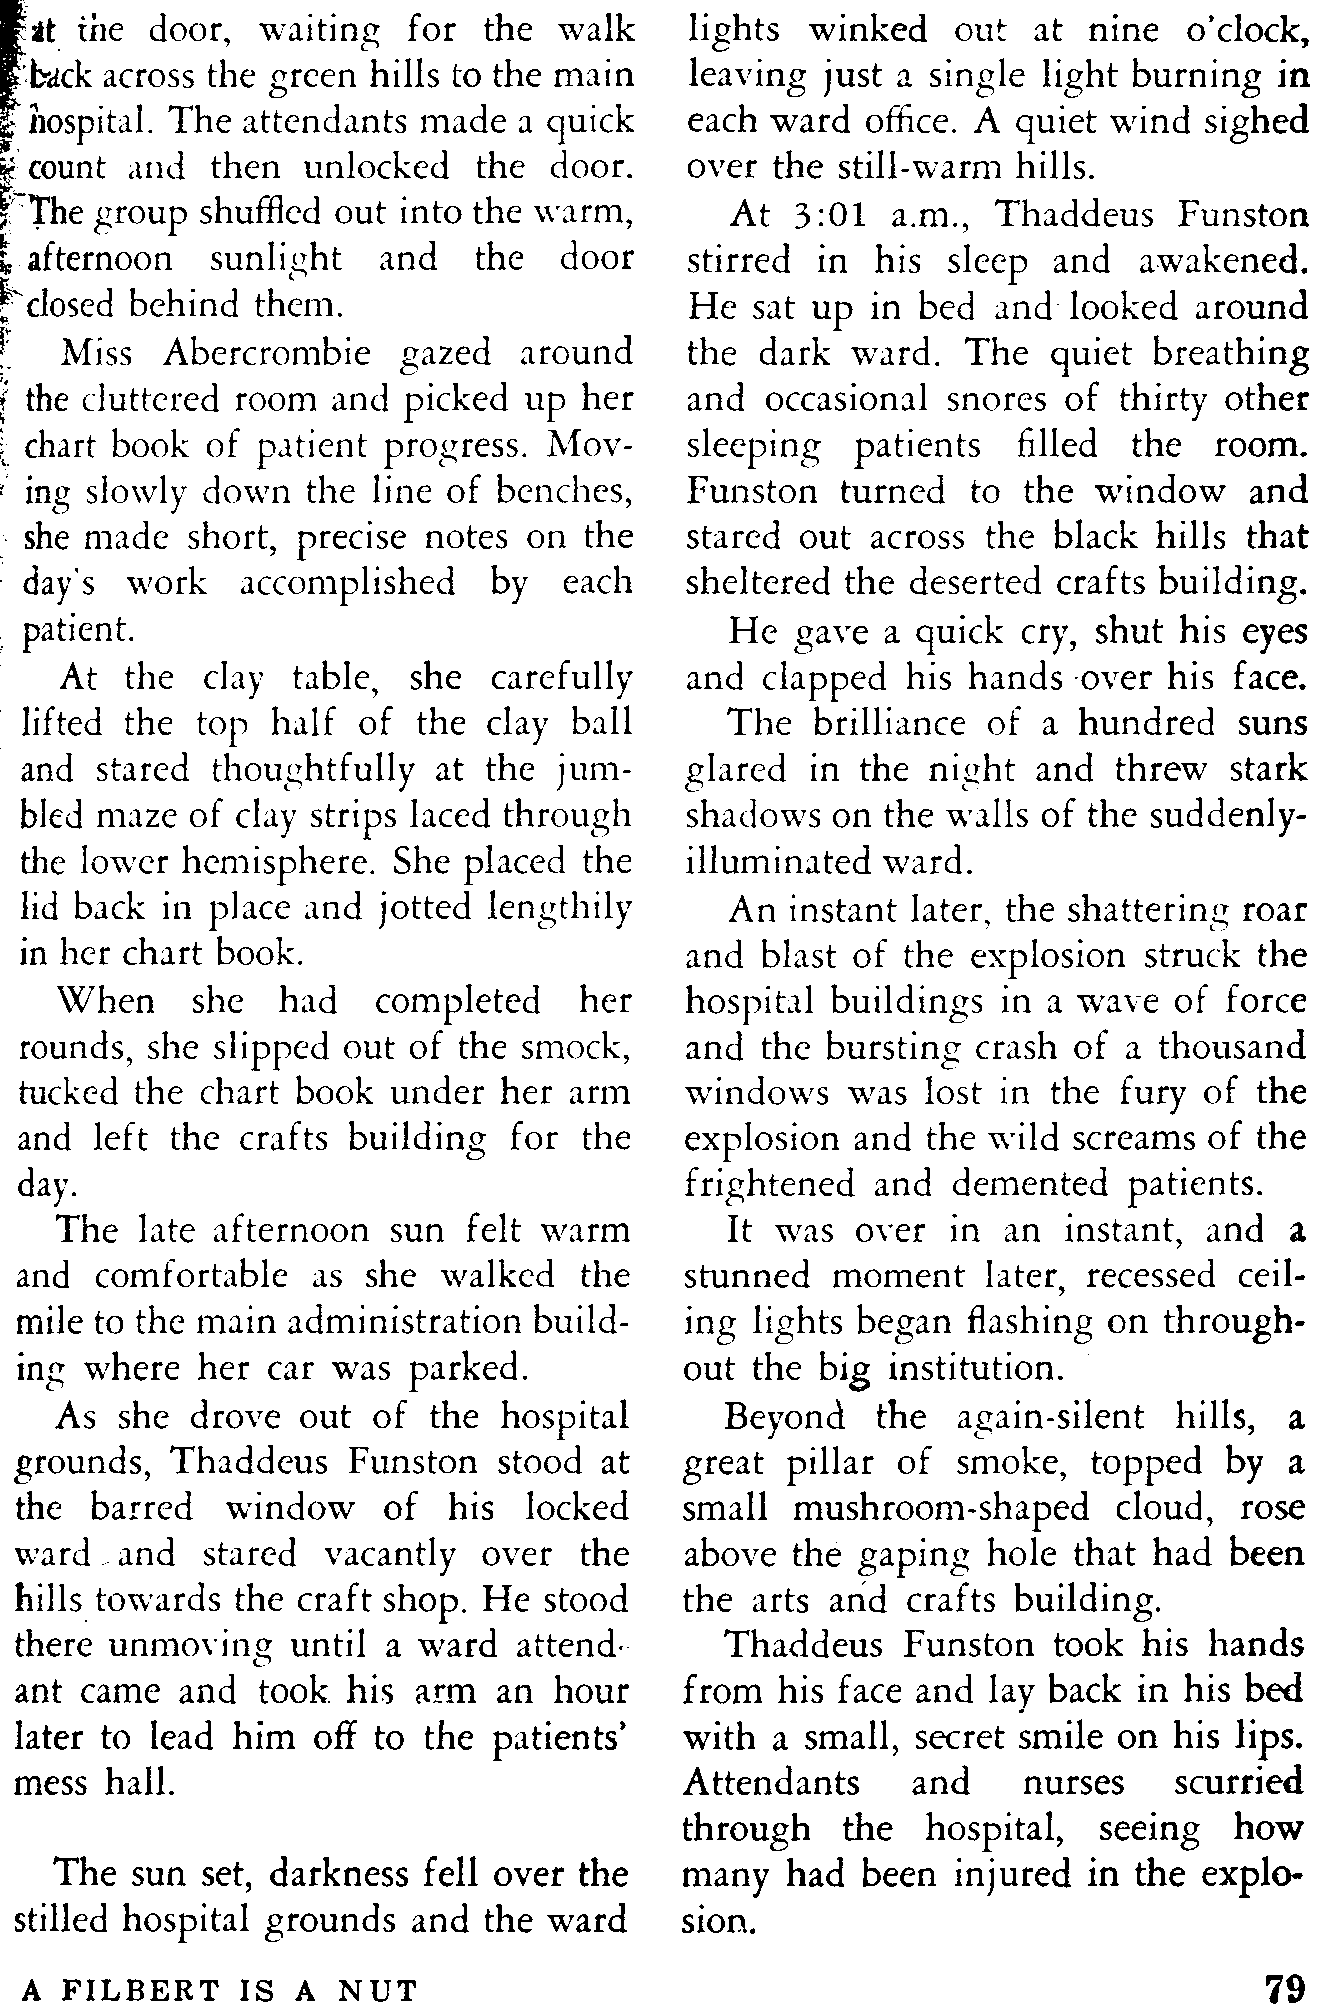 at the door, waiting for the walk
back across the green hills to the main
hospital. The attendants made a quick
count and then unlocked the door.
The group shuffled out into the warm,
afternoon sunlight and the door
closed behind them.
Miss Abercrombie gazed around
the cluttered room and picked up her
chart book of patient progress. Mov-
ing slowly down the line of benches,
she made short, precise notes on the
day's work accomplished by each
patient.
At the clay table, she carefully
lifted the top half of the clay ball
and stared thoughtfully at the jum-
bled maze of clay strips laced through
the lower hemisphere. She placed the
lid back in place and jotted lengthily
in her chart book.
When she had completed her
rounds, she slipped out of the smock,
tucked the chart book under her arm
and left the crafts building for the
day.
The late afternoon sun felt warm
and comfortable as she walked the
mile to the main administration build-
ing where her car was parked.
As she drove out of the hospital
grounds, Thaddeus Funston stood at
the barred window of his locked
ward and stared vacantly over the
hills towards the craft shop. He stood
there unmoving until a ward attend-
ant came and took his arm an hour
later to lead him off to the patients'
mess hall.
The sun set, darkness fell over the
stilled hospital grounds and the ward
lights winked out at nine o'clock,
leaving just a single light burning in
each ward office. A quiet wind sighed
over the still-warm hills.
At 3:01 a.m., Thaddeus Funston
stirred in his sleep and awakened.
He sat up in bed and looked around
the dark ward. The quiet breathing
and occasional snores of thirty other
sleeping patients filled the room.
Funston turned to the window and
stared out across the black hills that
sheltered the deserted crafts building.
He gave a quick cry, shut his eyes
and clapped his hands over his face.
The brilliance of a hundred suns
glared in the night and threw stark
shadows on the walls of the suddenly-
illuminated ward.
An instant later, the shattering roar
and blast of the explosion struck the
hospital buildings in a wave of force
and the bursting crash of a thousand
windows was lost in the fury of the
explosion and the wild screams of the
frightened and demented patients.
It was over in an instant, and a
stunned moment later, recessed ceil-
ing lights began flashing on through-
out the big institution.
Beyond the again-silent hills, a
great pillar of smoke, topped by a
small mushroom-shaped cloud, rose
above the gaping hole that had been
the arts and crafts building.
Thaddeus Funston took his hands
from his face and lay back in his bed
with a small, secret smile on his lips.
Attendants and nurses scurried
through the hospital, seeing how
many had been injured in the explo-
sion.
A FILBERT IS A NUT
79